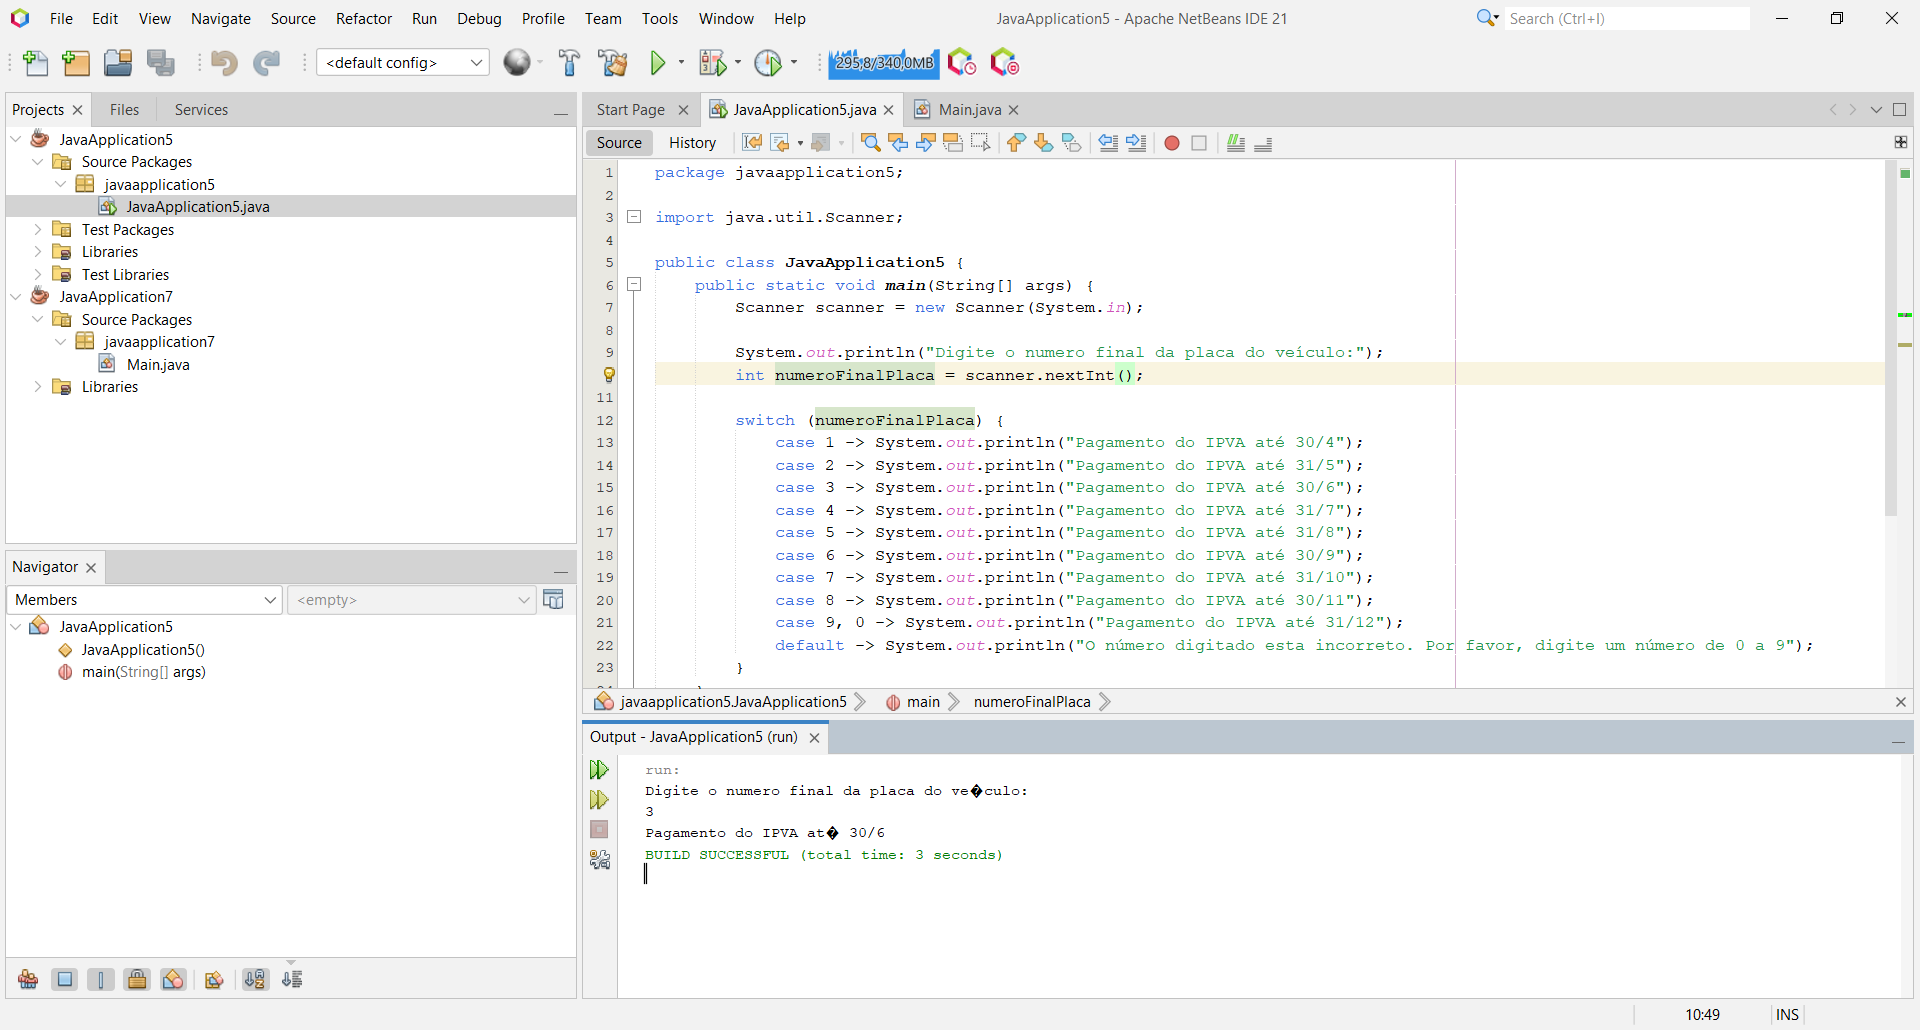 File Edit View Navigate Source Refactor Run Debug Profile Team Tools Window Help
JavaApplication5 - Apache NetBeans IDE 21
Search (Ctrl+I)
<default config>
295,8/340,0MB
Projects Files Services
JavaApplication5
Source Packages
javaapplication5
JavaApplication5.java
Test Packages
Libraries
Test Libraries
JavaApplication7
Source Packages
javaapplication7
Main.java
Libraries
Navigator
Members <empty>
JavaApplication5
JavaApplication5()
main(String[] args)
Start Page JavaApplication5.java Main.java
Source History
1 package javaapplication5;
2
3 import java.util.Scanner;
4
5 public class JavaApplication5 {
6 public static void main(String[] args) {
7 Scanner scanner = new Scanner(System.in);
8
9 System.out.println("Digite o numero final da placa do veículo:");
int numeroFinalPlaca = scanner.nextInt();
11
12 switch (numeroFinalPlaca) {
13 case 1 -> System.out.println("Pagamento do IPVA até 30/4");
14 case 2 -> System.out.println("Pagamento do IPVA até 31/5");
15 case 3 -> System.out.println("Pagamento do IPVA até 30/6");
16 case 4 -> System.out.println("Pagamento do IPVA até 31/7");
17 case 5 -> System.out.println("Pagamento do IPVA até 31/8");
18 case 6 -> System.out.println("Pagamento do IPVA até 30/9");
19 case 7 -> System.out.println("Pagamento do IPVA até 31/10");
20 case 8 -> System.out.println("Pagamento do IPVA até 30/11");
21 case 9, 0 -> System.out.println("Pagamento do IPVA até 31/12");
22 default -> System.out.println("O número digitado esta incorreto. Por favor, digite um número de 0 a 9");
23 }
javaapplication5.JavaApplication5 main numeroFinalPlaca
Output - JavaApplication5 (run)
run:
Digite o numero final da placa do ve�culo:
3
Pagamento do IPVA at� 30/6
BUILD SUCCESSFUL (total time: 3 seconds)
10:49 INS